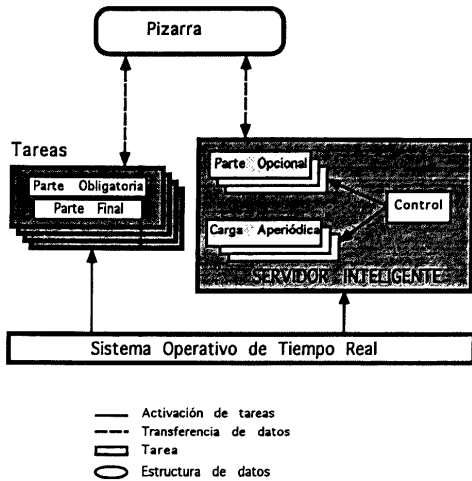 Pizarra
Tareas
Parte Obligatoria
Parte Final
Parte Opcional
Control
Carga Aperiódica
SERVIDOR INTELIGENTE
Sistema Operativo de Tiempo Real
Activación de tareas
Transferencia de datos
Tarea
Estructura de datos